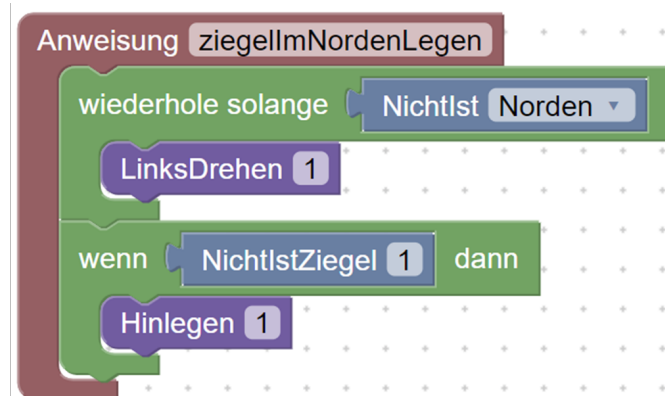 Anweisung ziegelImNordenLegen
wiederhole solange NichtIst Norden
LinksDrehen 1
wenn NichtIstZiegel 1 dann
Hinlegen 1